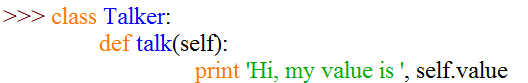 >>> class Talker:
def talk(self):
print 'Hi, my value is ', self.value